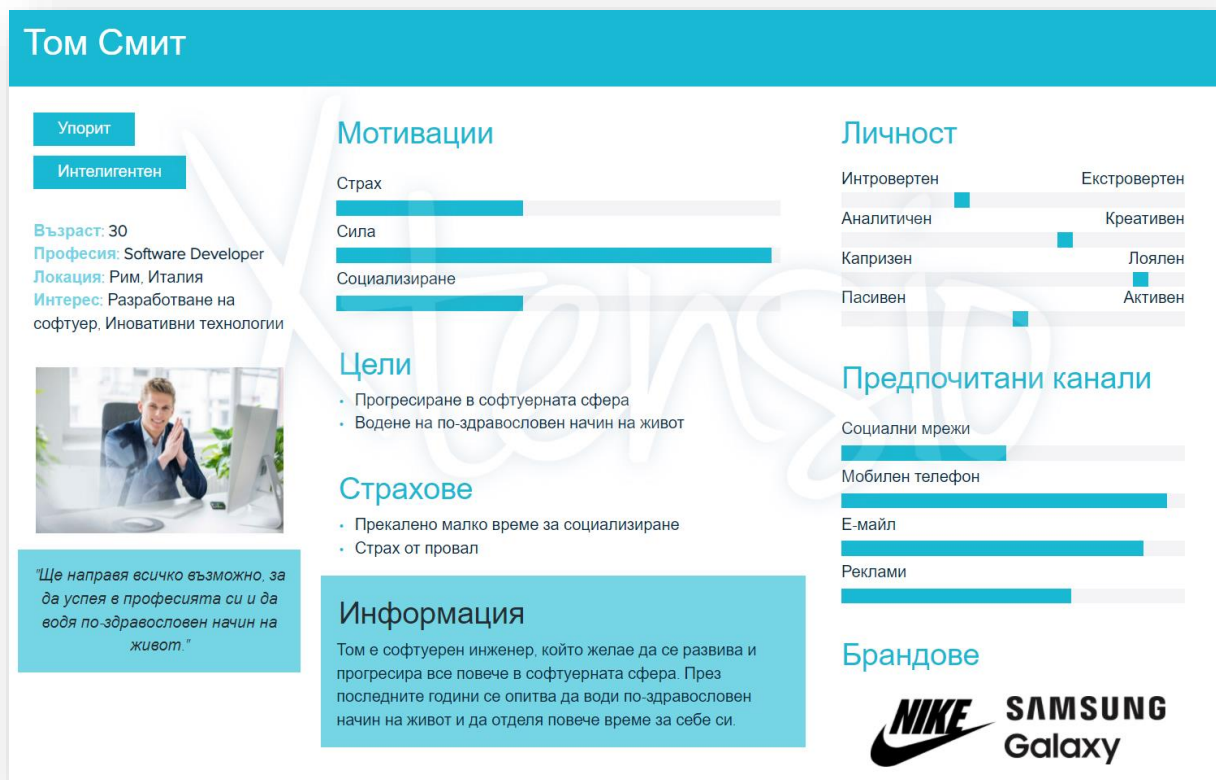 Том Смит
Упорит
Интелигентен
Възраст: 30
Професия: Software Developer
Локация: Рим, Италия
Интерес: Разработване на
софтуер, Иновативни технологии
"Ще направя всичко възможно, за
да успея в професията си и да
водя по-здравословен начин на
живот."
Мотивации
Страх
Сила
Социализиране
Цели
Прогресиране в софтуерната сфера
Водене на по-здравословен начин на живот
Страхове
Прекалено малко време за социализиране
Страх от провал
Информация
Том е софтуерен инженер, който желае да се развива и
прогресира все повече в софтуерната сфера. През
последните години се опитва да води по-здравословен
начин на живот и да отделя повече време за себе си.
Личност
Интровертен Екстровертен
Аналитичен Креативен
Капризен Лоялен
Пасивен Активен
Предпочитани канали
Социални мрежи
Мобилен телефон
Е-майл
Реклами
Брандове
NIKE
SAMSUNG
Galaxy
Xtensio